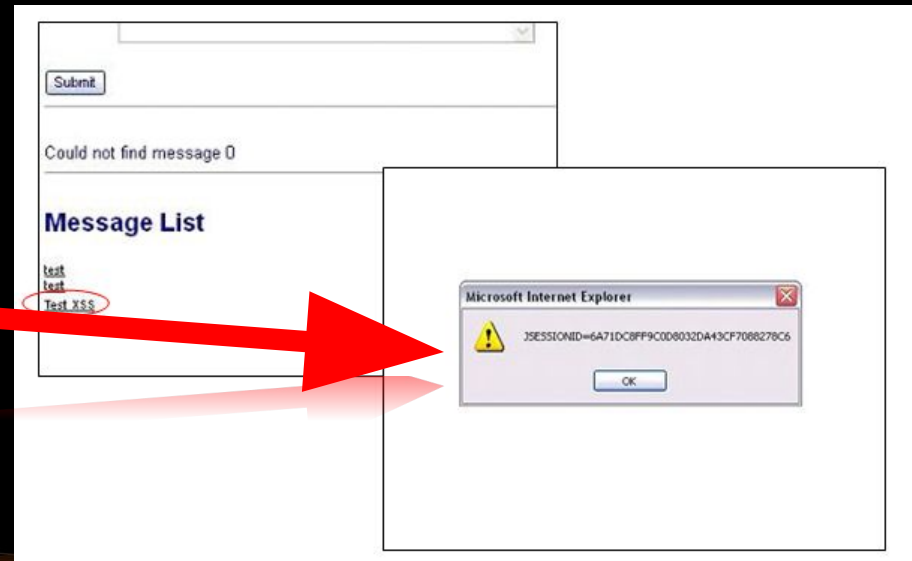 Submit
Could not find message 0
Message List
test
test
Test XSS
Microsoft Internet Explorer
JSESSIONID=6A71DC8FF9C0D8032DA43CF7088278C6
OK